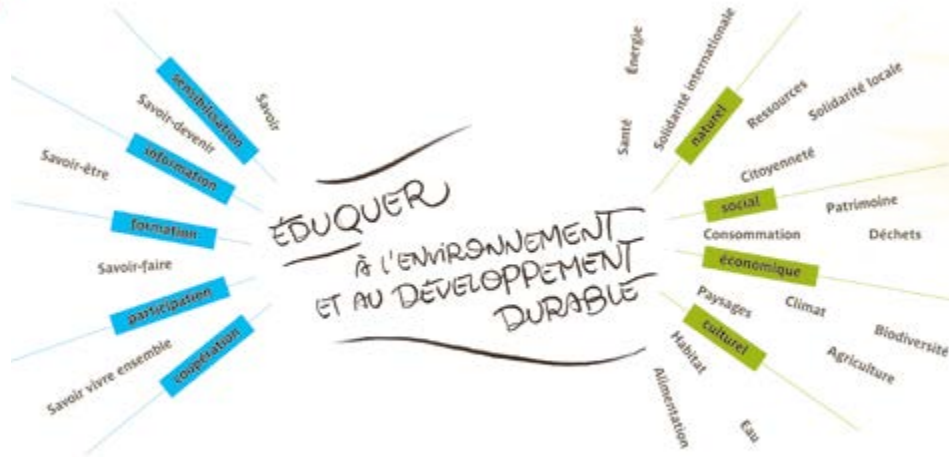 Savoir
sensibilisation
Savoir-devenir
information
Savoir-être
formation
Savoir-faire
participation
Savoir vivre ensemble
coopération
ÉDUQUER
À L'ENVIRONNEMENT
ET AU DÉVELOPPEMENT
DURABLE
Énergie
Santé
Solidarité internationale
naturel
Ressources
Solidarité locale
Citoyenneté
social
Patrimoine
Consommation
Déchets
économique
Paysages
Climat
culturel
Biodiversité
Agriculture
Habitat
Alimentation
Eau